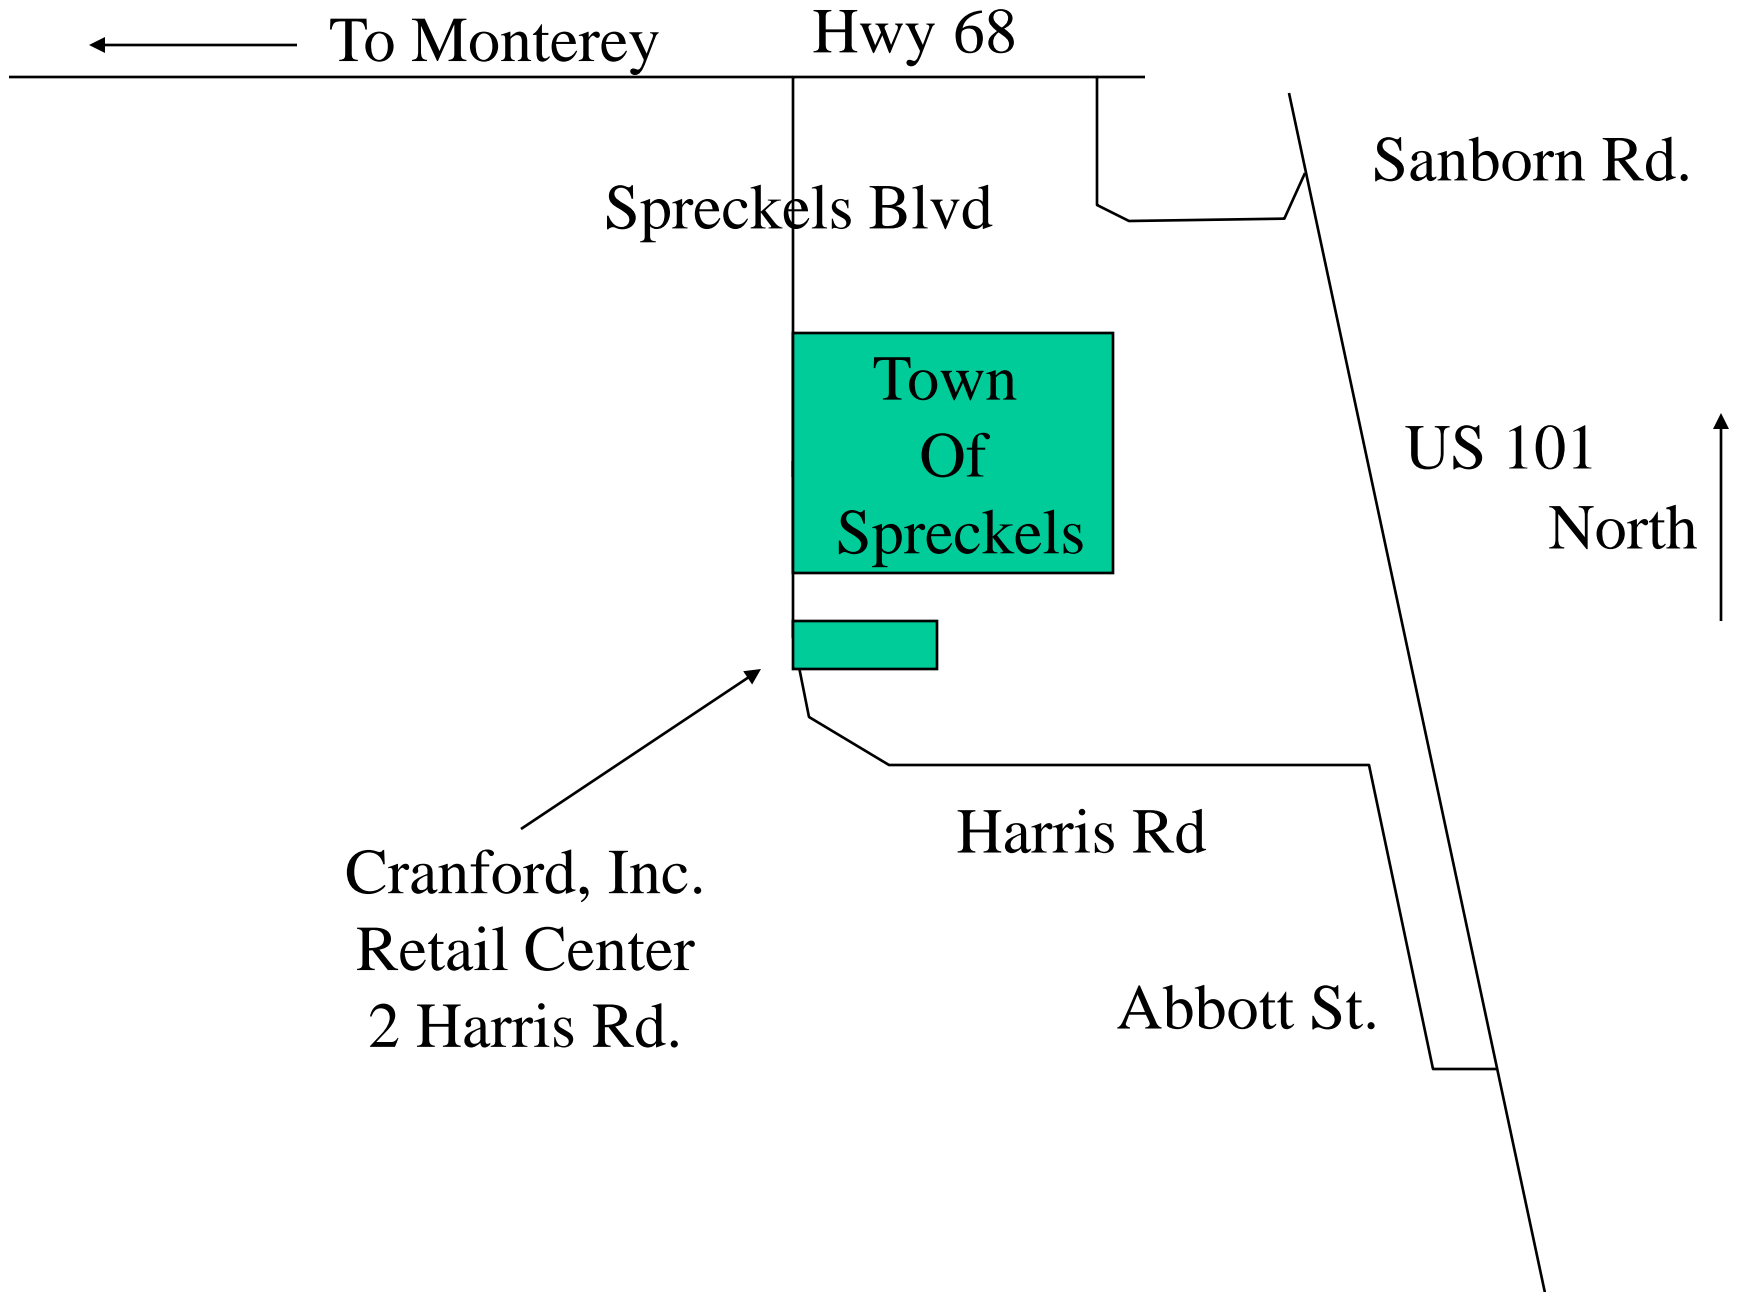 To Monterey
Hwy 68
Sanborn Rd.
Spreckels Blvd
Town
Of
Spreckels
US 101
North
Harris Rd
Cranford, Inc.
Retail Center
2 Harris Rd.
Abbott St.